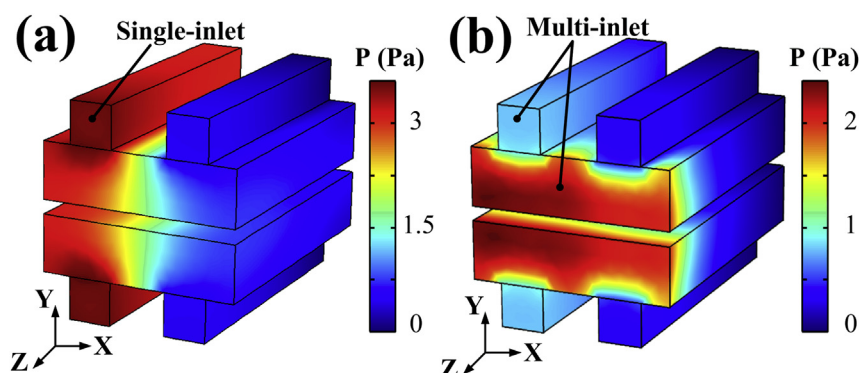 (a)
Single-inlet
P (Pa)
3
1.5
0
Y
X
Z
(b)
Multi-inlet
P (Pa)
2
1
0
Y
X
Z